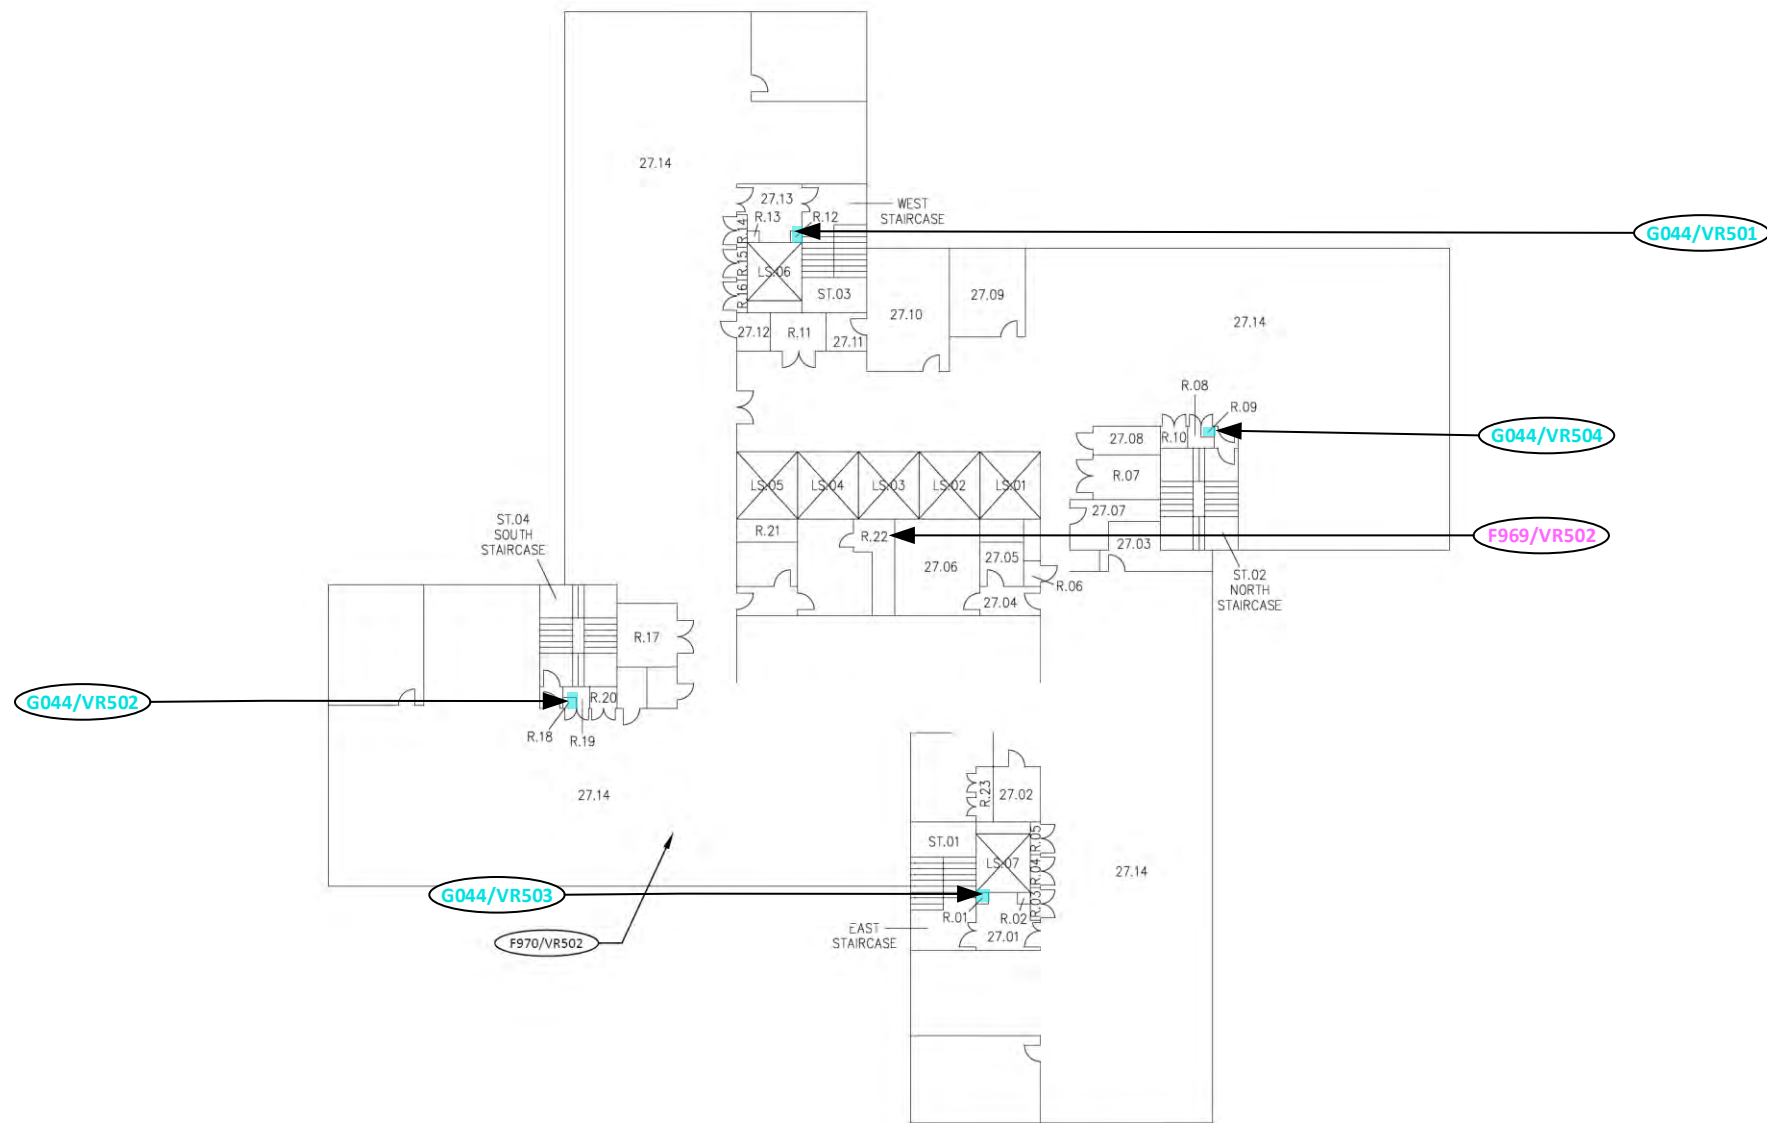 27.14
27.13
R.13
R.12
WEST
STAIRCASE
R.14
G044/VR501
R.15
LS.06
R.16
ST.03
27.09
27.10
27.14
27.12
R.11
27.11
R.08
R.09
27.08
R.10
G044/VR504
R.07
LS.05
LS.04
LS.03
LS.02
LS.01
27.07
ST.04
SOUTH
STAIRCASE
R.21
R.22
F969/VR502
27.03
27.05
27.06
R.06
27.04
ST.02
NORTH
STAIRCASE
R.17
G044/VR502
R.20
R.18
R.19
27.14
R.23
27.02
ST.01
R.05
LS.07
R.04
27.14
G044/VR503
R.03
R.01
R.02
EAST
STAIRCASE
27.01
F970/VR502